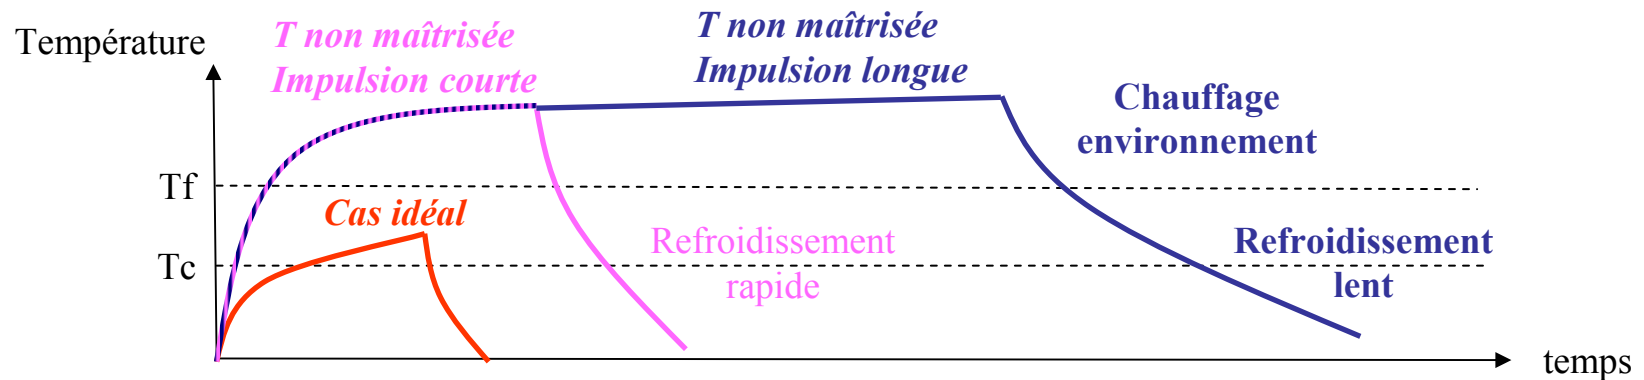 Température
T non maîtrisée
Impulsion courte
T non maîtrisée
Impulsion longue
Chauffage
environnement
Tf
Cas idéal
Tc
Refroidissement
rapide
Refroidissement
lent
temps